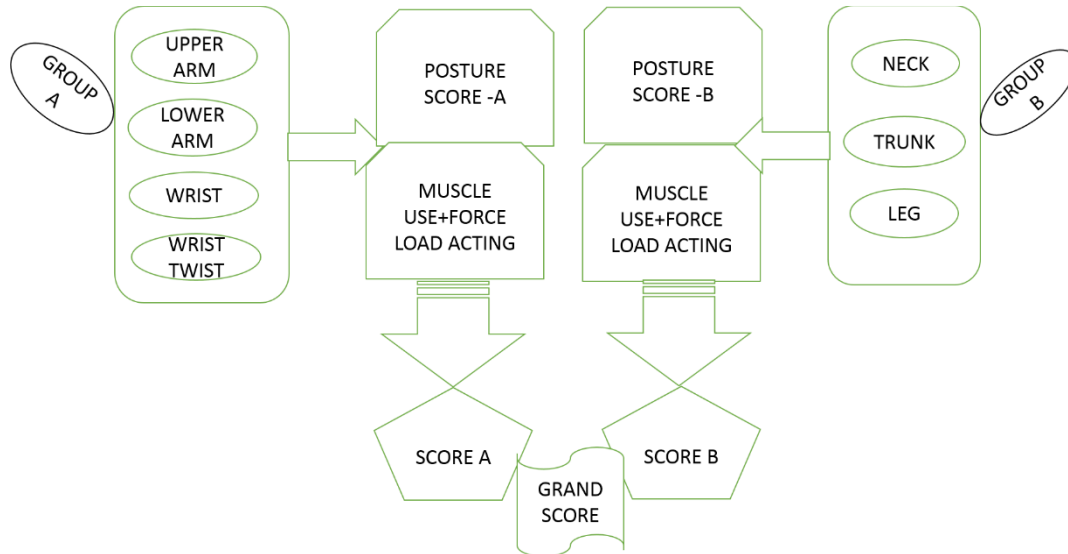 GROUP
A
UPPER
ARM
LOWER
ARM
WRIST
WRIST
TWIST
POSTURE
SCORE -A
MUSCLE
USE+FORCE
LOAD ACTING
POSTURE
SCORE -B
MUSCLE
USE+FORCE
LOAD ACTING
NECK
TRUNK
LEG
GROUP
B
SCORE A
SCORE B
GRAND
SCORE